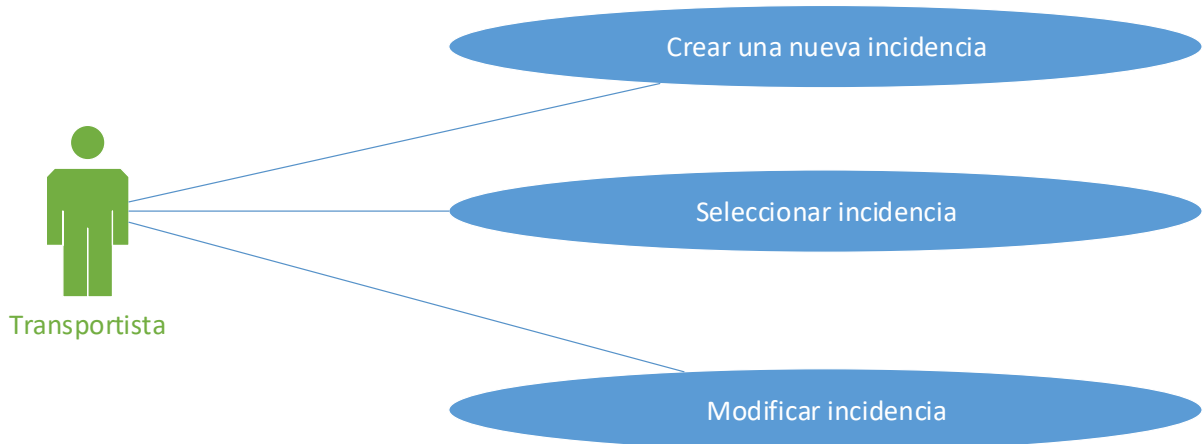 Crear una nueva incidencia
Seleccionar incidencia
Transportista
Modificar incidencia